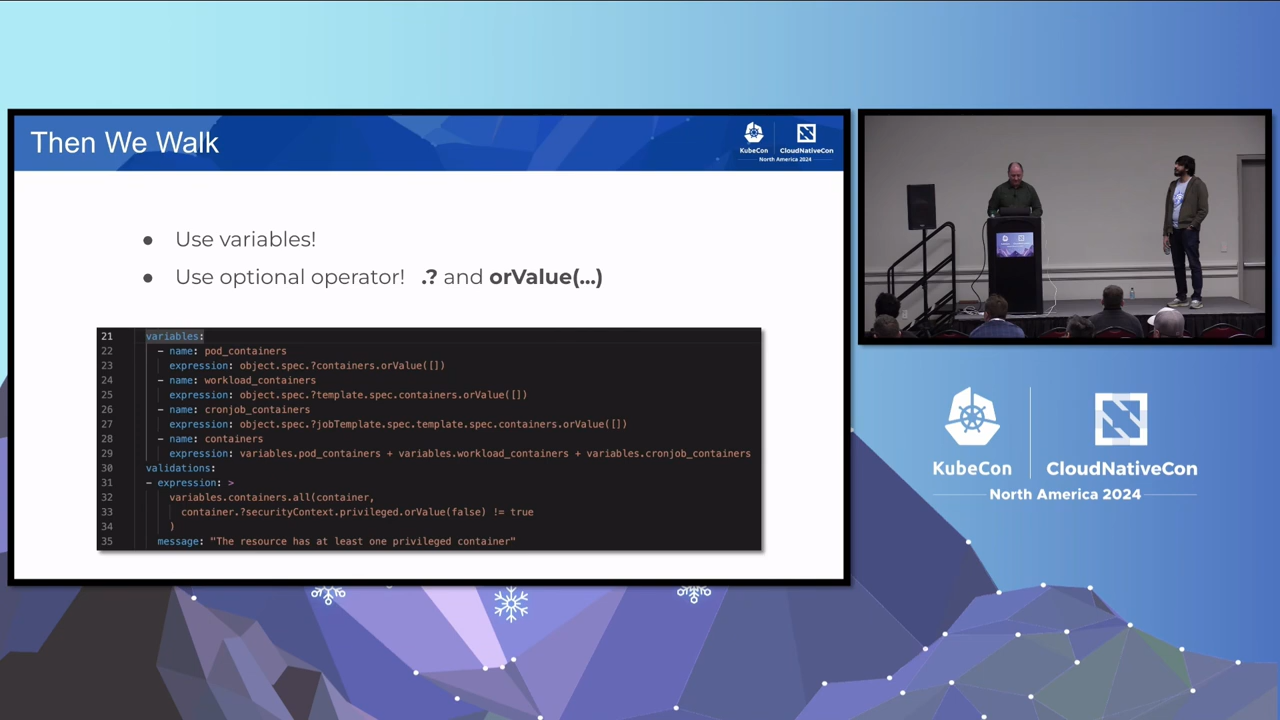 Then We Walk
KubeCon
CloudNativeCon
North America 2024
● Use variables!
● Use optional operator! .? and orValue(...)
21 variables:
22 - name: pod_containers
23 expression: object.spec.?containers.orValue([])
24 - name: workload_containers
25 expression: object.spec.?template.spec.containers.orValue([])
26 - name: cronjob_containers
27 expression: object.spec.?jobTemplate.spec.template.spec.containers.orValue([])
28 - name: containers
29 expression: variables.pod_containers + variables.workload_containers + variables.cronjob_containers
30 validations:
31 - expression: >
32 variables.containers.all(container,
33 container.?securityContext.privileged.orValue(false) != true
34 )
35 message: "The resource has at least one privileged container"
KubeCon
CloudNativeCon
North America 2024